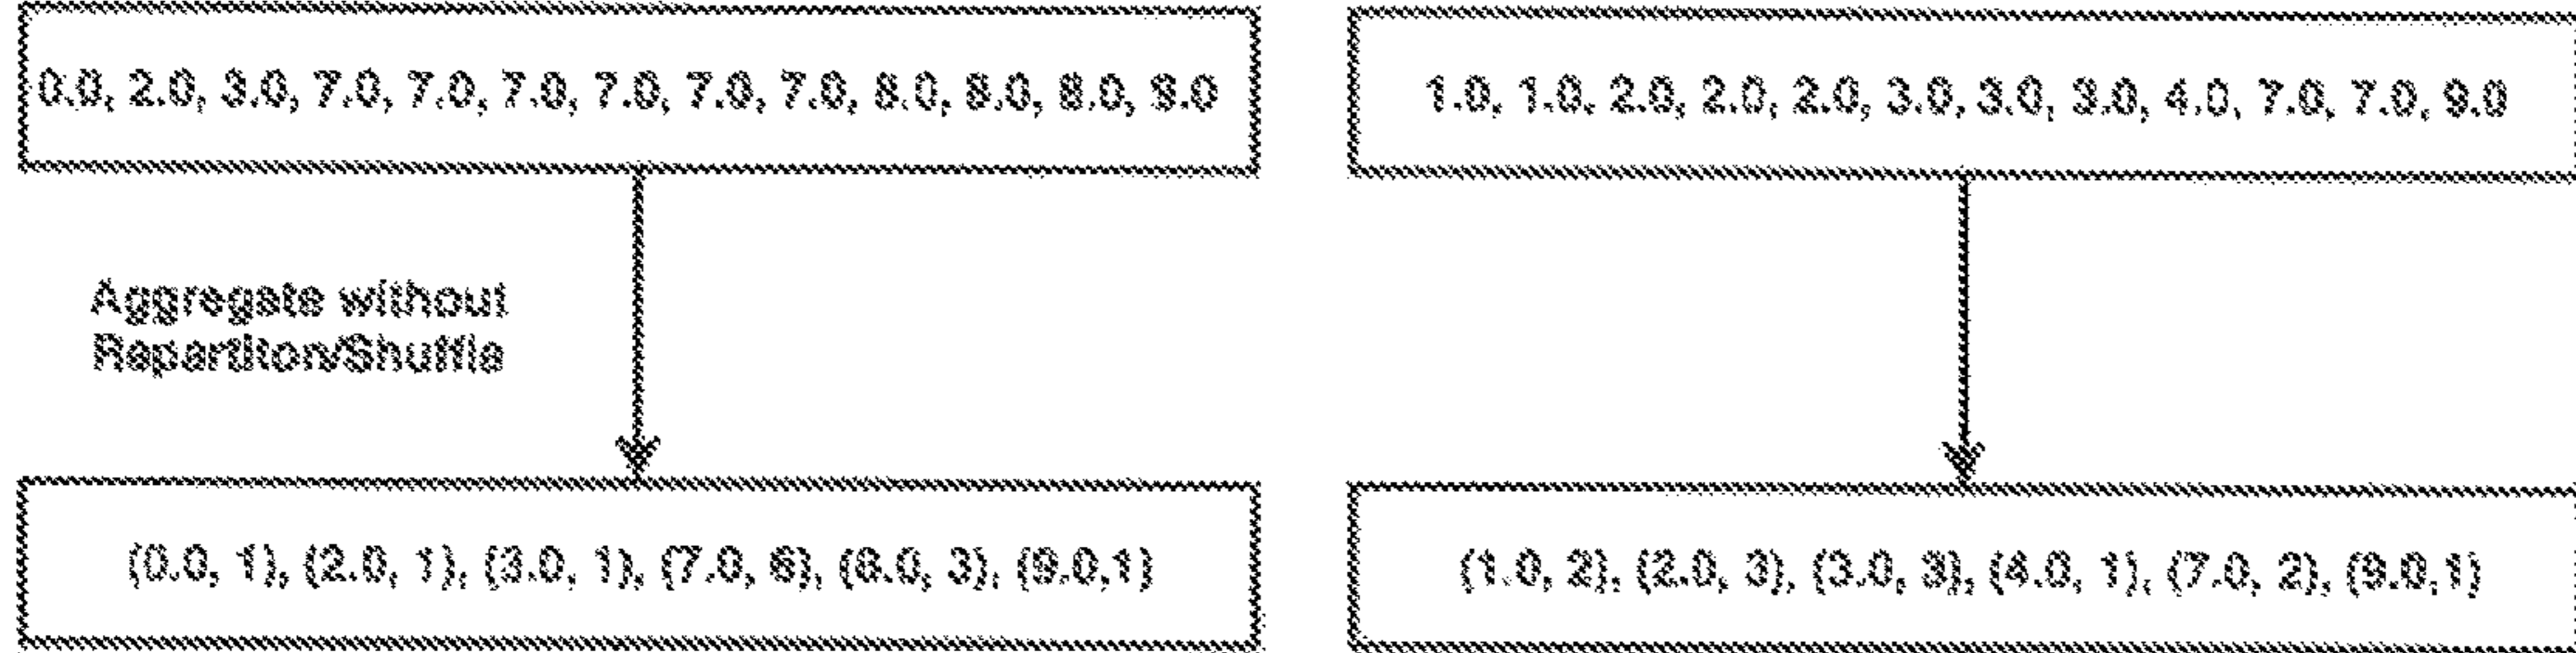 0.0, 2.0, 3.0, 7.0, 7.0, 7.0, 7.0, 7.0, 7.0, 8.0, 8.0, 8.0, 9.0
1.0, 1.0, 2.0, 2.0, 2.0, 3.0, 3.0, 3.0, 4.0, 7.0, 7.0, 9.0
Aggregate without
Repartiton/Shuffle
(0.0, 1), (2.0, 1), (3.0, 1), (7.0, 6), (8.0, 3), (9.0,1)
(1.0, 2), (2.0, 3), (3.0, 3), (4.0, 1), (7.0, 2), (9.0,1)